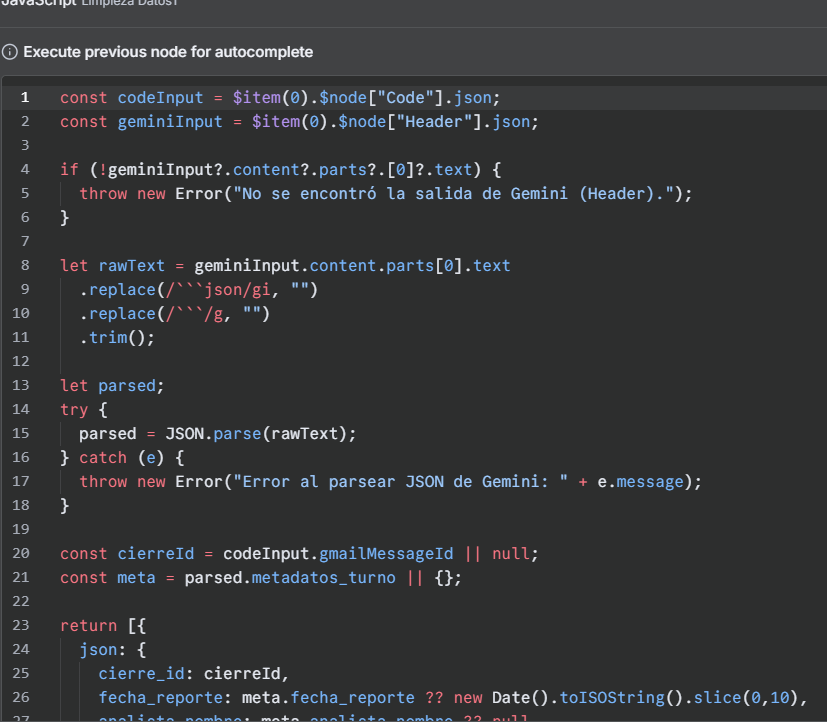 JavaScript Limpieza Datos1
Execute previous node for autocomplete
1 const codeInput = $item(0).$node["Code"].json;
2 const geminiInput = $item(0).$node["Header"].json;
3
4 if (!geminiInput?.content?.parts?.[0]?.text) {
5 throw new Error("No se encontró la salida de Gemini (Header).");
6 }
7
8 let rawText = geminiInput.content.parts[0].text
9 .replace(/```json/gi, "")
10 .replace(/```/g, "")
11 .trim();
12
13 let parsed;
14 try {
15 parsed = JSON.parse(rawText);
16 } catch (e) {
17 throw new Error("Error al parsear JSON de Gemini: " + e.message);
18 }
19
20 const cierreId = codeInput.gmailMessageId || null;
21 const meta = parsed.metadatos_turno || {};
22
23 return [{
24 json: {
25 cierre_id: cierreId,
26 fecha_reporte: meta.fecha_reporte ?? new Date().toISOString().slice(0,10),
27 analista_nombre: meta.analista_nombre ?? null